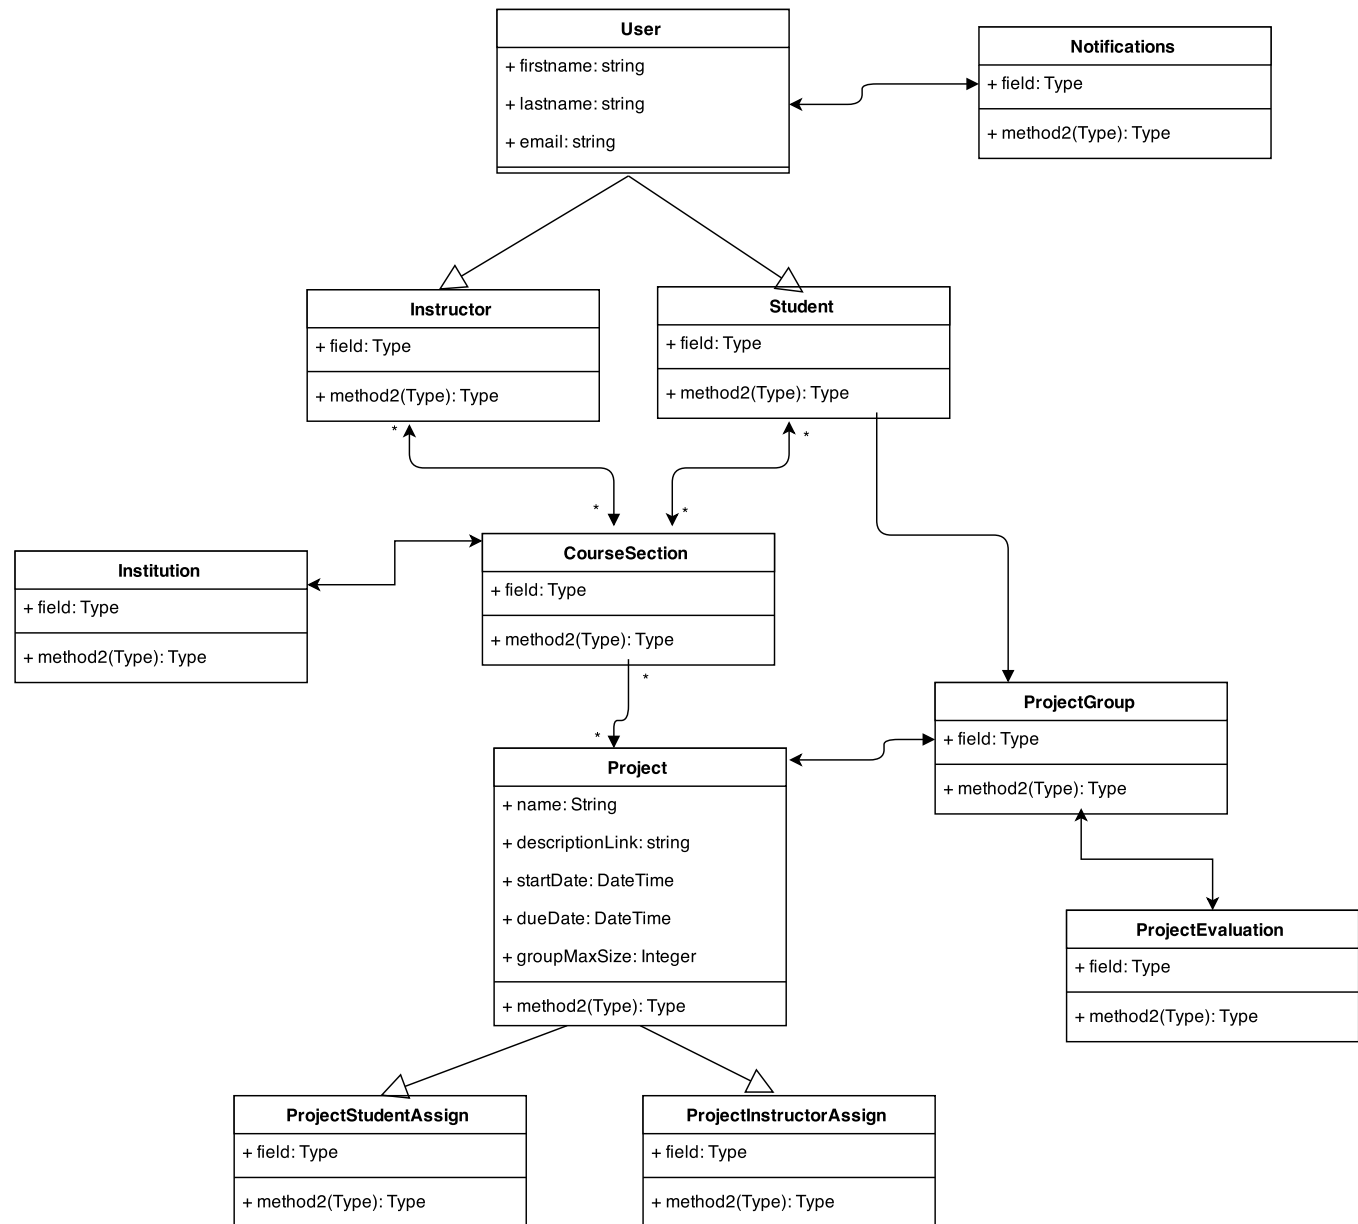 User
+ firstname: string
+ lastname: string
+ email: string
Notifications
+ field: Type
+ method2(Type): Type
Instructor
+ field: Type
+ method2(Type): Type
Student
+ field: Type
+ method2(Type): Type
*
*
*
*
CourseSection
+ field: Type
+ method2(Type): Type
Institution
+ field: Type
+ method2(Type): Type
*
*
ProjectGroup
+ field: Type
+ method2(Type): Type
Project
+ name: String
+ descriptionLink: string
+ startDate: DateTime
+ dueDate: DateTime
+ groupMaxSize: Integer
+ method2(Type): Type
ProjectEvaluation
+ field: Type
+ method2(Type): Type
ProjectStudentAssign
+ field: Type
+ method2(Type): Type
ProjectInstructorAssign
+ field: Type
+ method2(Type): Type